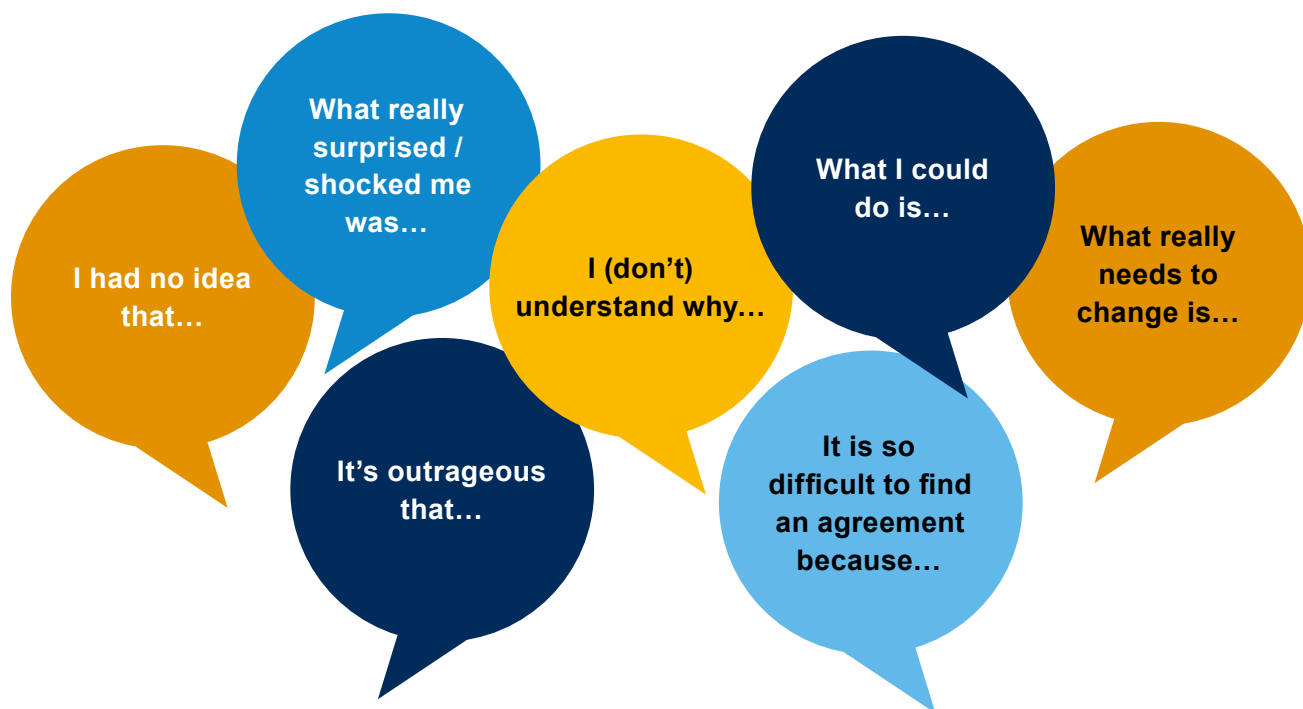 I had no idea
that…
What really
surprised /
shocked me
was…
It’s outrageous
that…
I (don’t)
understand why…
What I could
do is…
It is so
difficult to find
an agreement
because…
What really
needs to
change is…